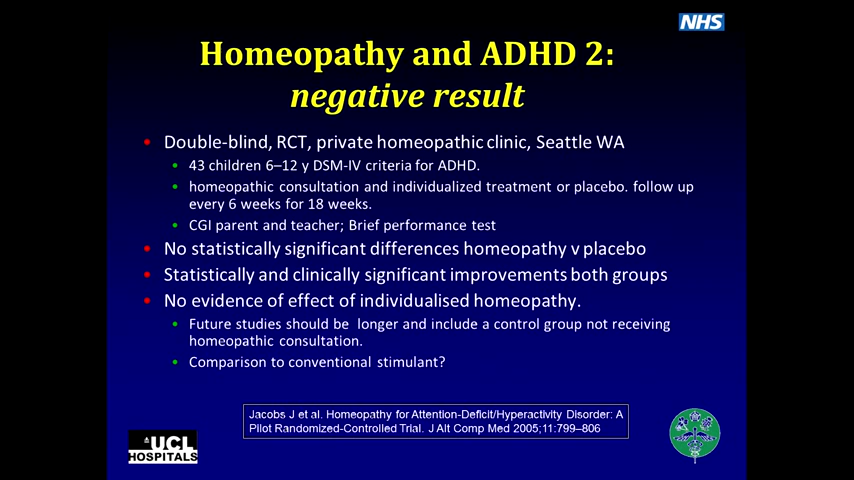 NHS
Homeopathy and ADHD 2:
negative result
• Double-blind, RCT, private homeopathic clinic, Seattle WA
• 43 children 6–12 y DSM-IV criteria for ADHD.
• homeopathic consultation and individualized treatment or placebo. follow up
every 6 weeks for 18 weeks.
• CGI parent and teacher; Brief performance test
• No statistically significant differences homeopathy v placebo
• Statistically and clinically significant improvements both groups
• No evidence of effect of individualised homeopathy.
• Future studies should be longer and include a control group not receiving
homeopathic consultation.
• Comparison to conventional stimulant?
Jacobs J et al. Homeopathy for Attention-Deficit/Hyperactivity Disorder: A
Pilot Randomized-Controlled Trial. J Alt Comp Med 2005;11:799–806
UCL
HOSPITALS